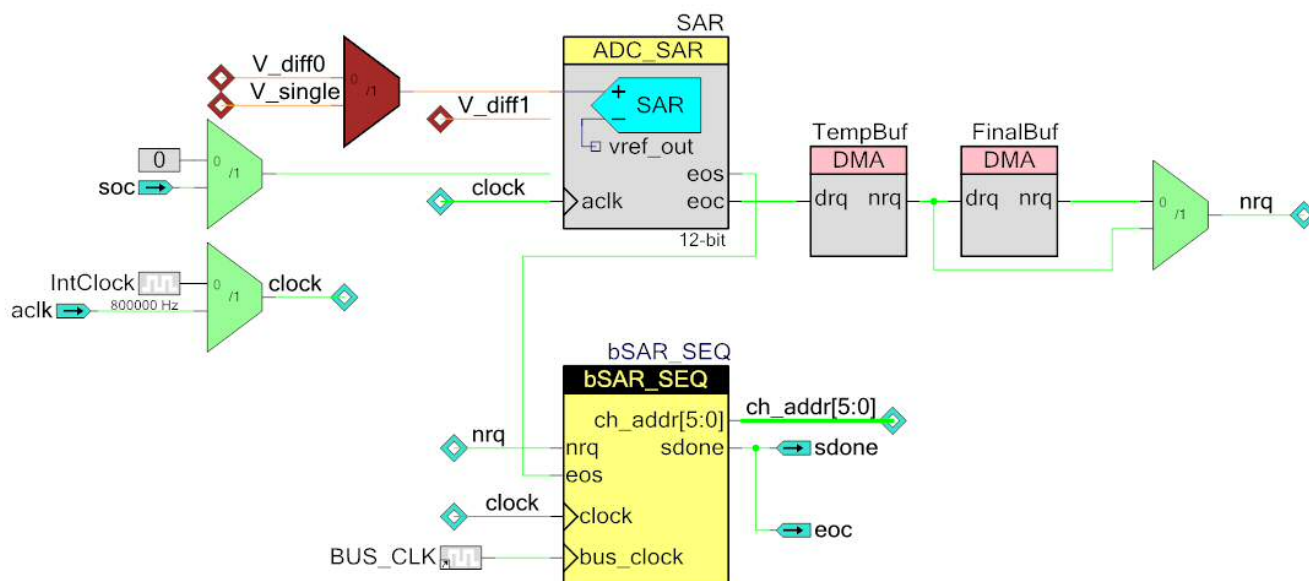 SAR
ADC_SAR
V_diff0
V_single
0
/1
V_diff1
+
SAR
−
vref_out
TempBuf
FinalBuf
DMA
DMA
0
0
/1
soc
clock
aclk
eos
eoc
12-bit
drq
nrq
drq
nrq
0
/1
nrq
IntClock
0
/1
clock
aclk
800000 Hz
bSAR_SEQ
bSAR_SEQ
ch_addr[5:0]
ch_addr[5:0]
nrq
nrq
sdone
sdone
eos
clock
clock
eoc
BUS_CLK
bus_clock